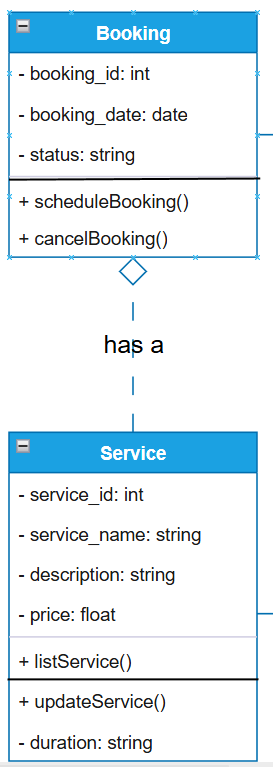 Booking
- booking_id: int
- booking_date: date
- status: string
+ scheduleBooking()
+ cancelBooking()
has a
Service
- service_id: int
- service_name: string
- description: string
- price: float
+ listService()
+ updateService()
- duration: string